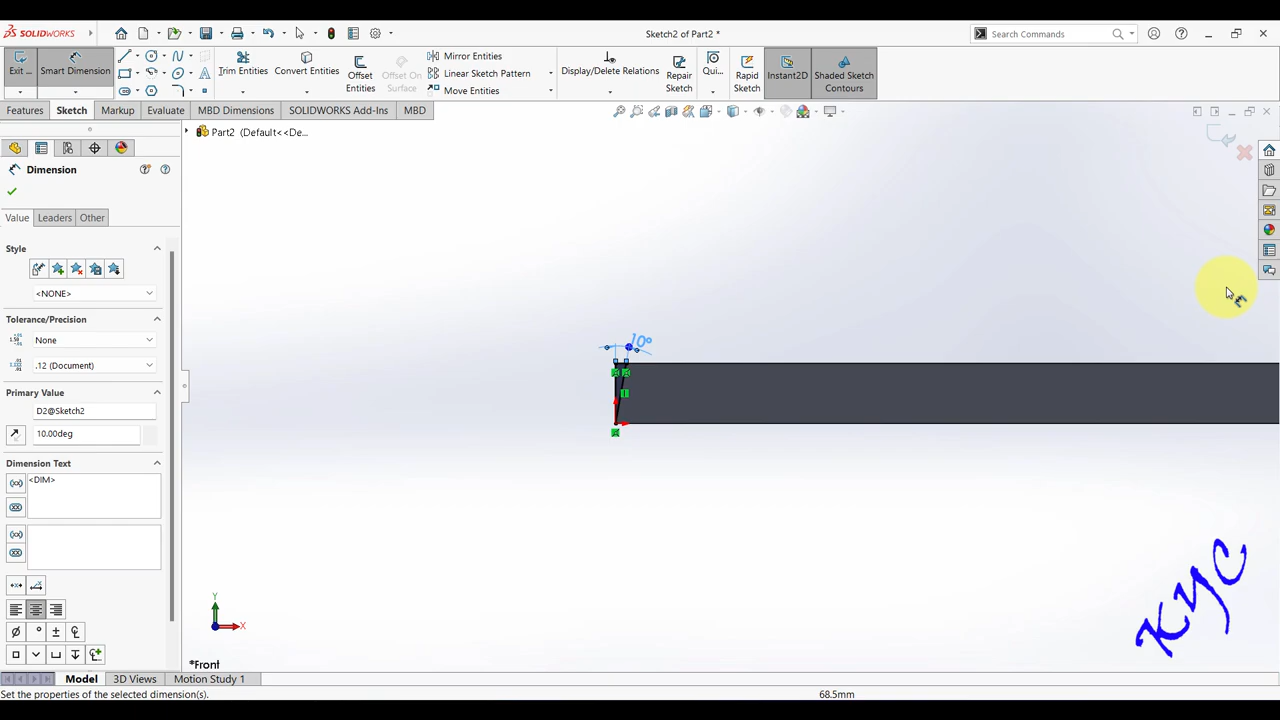 SOLIDWORKS
Sketch2 of Part2 *
Search Commands
Exit ...
Smart Dimension
Trim Entities
Convert Entities
Offset Entities
Offset On Surface
Mirror Entities
Linear Sketch Pattern
Move Entities
Display/Delete Relations
Repair Sketch
Qui...
Rapid Sketch
Instant2D
Shaded Sketch Contours
Features
Sketch
Markup
Evaluate
MBD Dimensions
SOLIDWORKS Add-Ins
MBD
Part2 (Default<<De...
Dimension
Value
Leaders
Other
Style
<NONE>
Tolerance/Precision
None
.12 (Document)
Primary Value
D2@Sketch2
10.00deg
Dimension Text
<DIM>
10°
KYC
Y
X
*Front
Model
3D Views
Motion Study 1
Set the properties of the selected dimension(s).
68.5mm